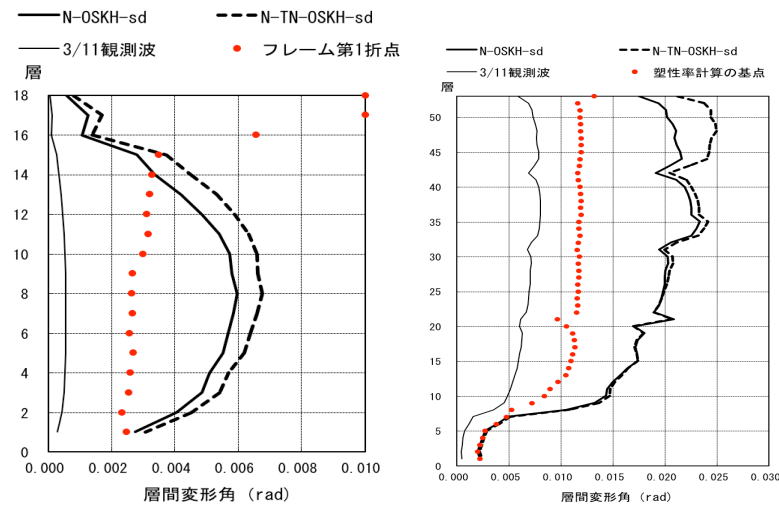 N-OSKH-sd
N-TN-OSKH-sd
3/11観測波
フレーム第1折点
層
18
16
14
12
10
8
6
4
2
0
0.000
0.002
0.004
0.006
0.008
0.010
層間変形角 (rad)
N-OSKH-sd
N-TN-OSKH-sd
3/11観測波
塑性率計算の基点
層
50
45
40
35
30
25
20
15
10
5
0
0.000
0.005
0.010
0.015
0.020
0.025
0.030
層間変形角 (rad)